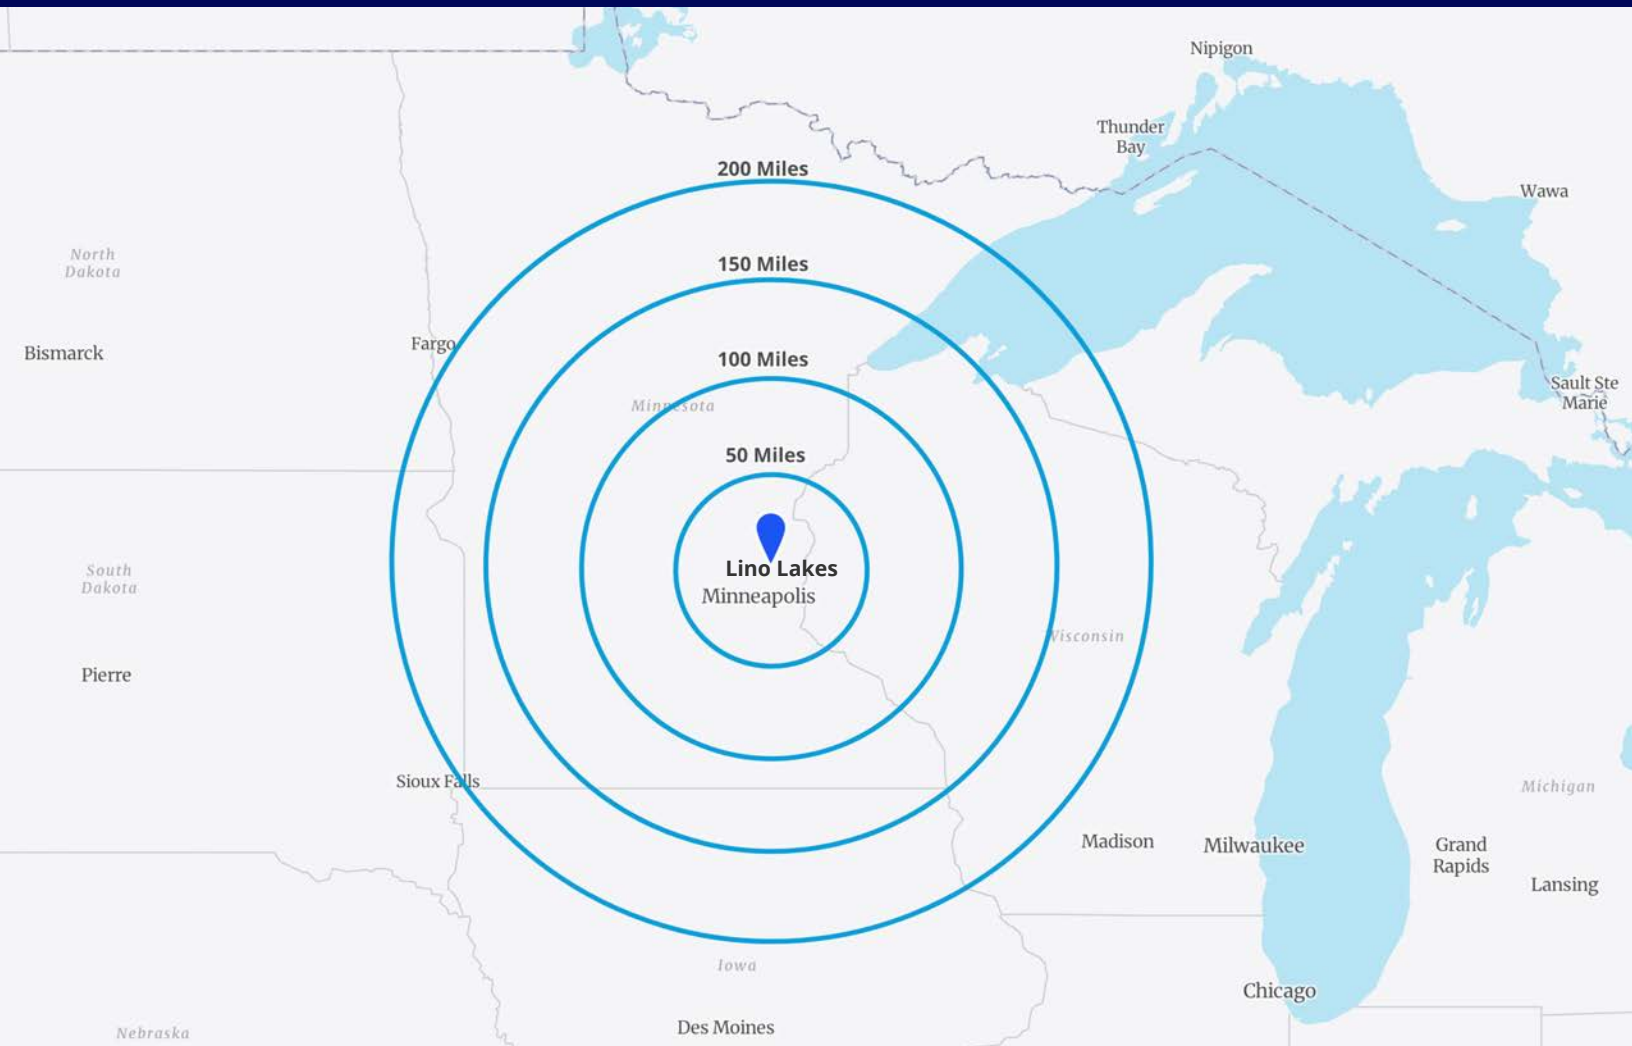 Nipigon
Thunder
Bay
200 Miles
Wawa
North
Dakota
150 Miles
Fargo
Bismarck
100 Miles
Sault Ste
Marie
Minnesota
50 Miles
Lino Lakes
South
Dakota
Minneapolis
Wisconsin
Pierre
Sioux Falls
Michigan
Madison
Milwaukee
Grand
Rapids
Lansing
Iowa
Chicago
Des Moines
Nebraska